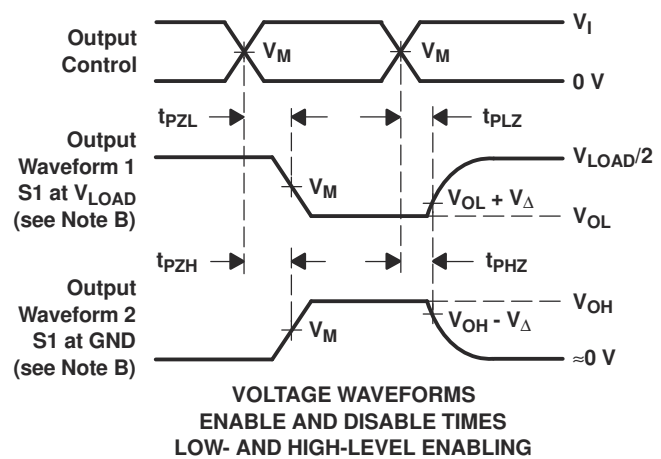 Output
Control
V_M
V_M
V_I
0 V
t_PZL
t_PLZ
Output
Waveform 1
S1 at V_LOAD
(see Note B)
V_M
V_LOAD/2
V_OL + V_Δ
V_OL
t_PZH
t_PHZ
Output
Waveform 2
S1 at GND
(see Note B)
V_M
V_OH
V_OH - V_Δ
≈0 V
VOLTAGE WAVEFORMS
ENABLE AND DISABLE TIMES
LOW- AND HIGH-LEVEL ENABLING